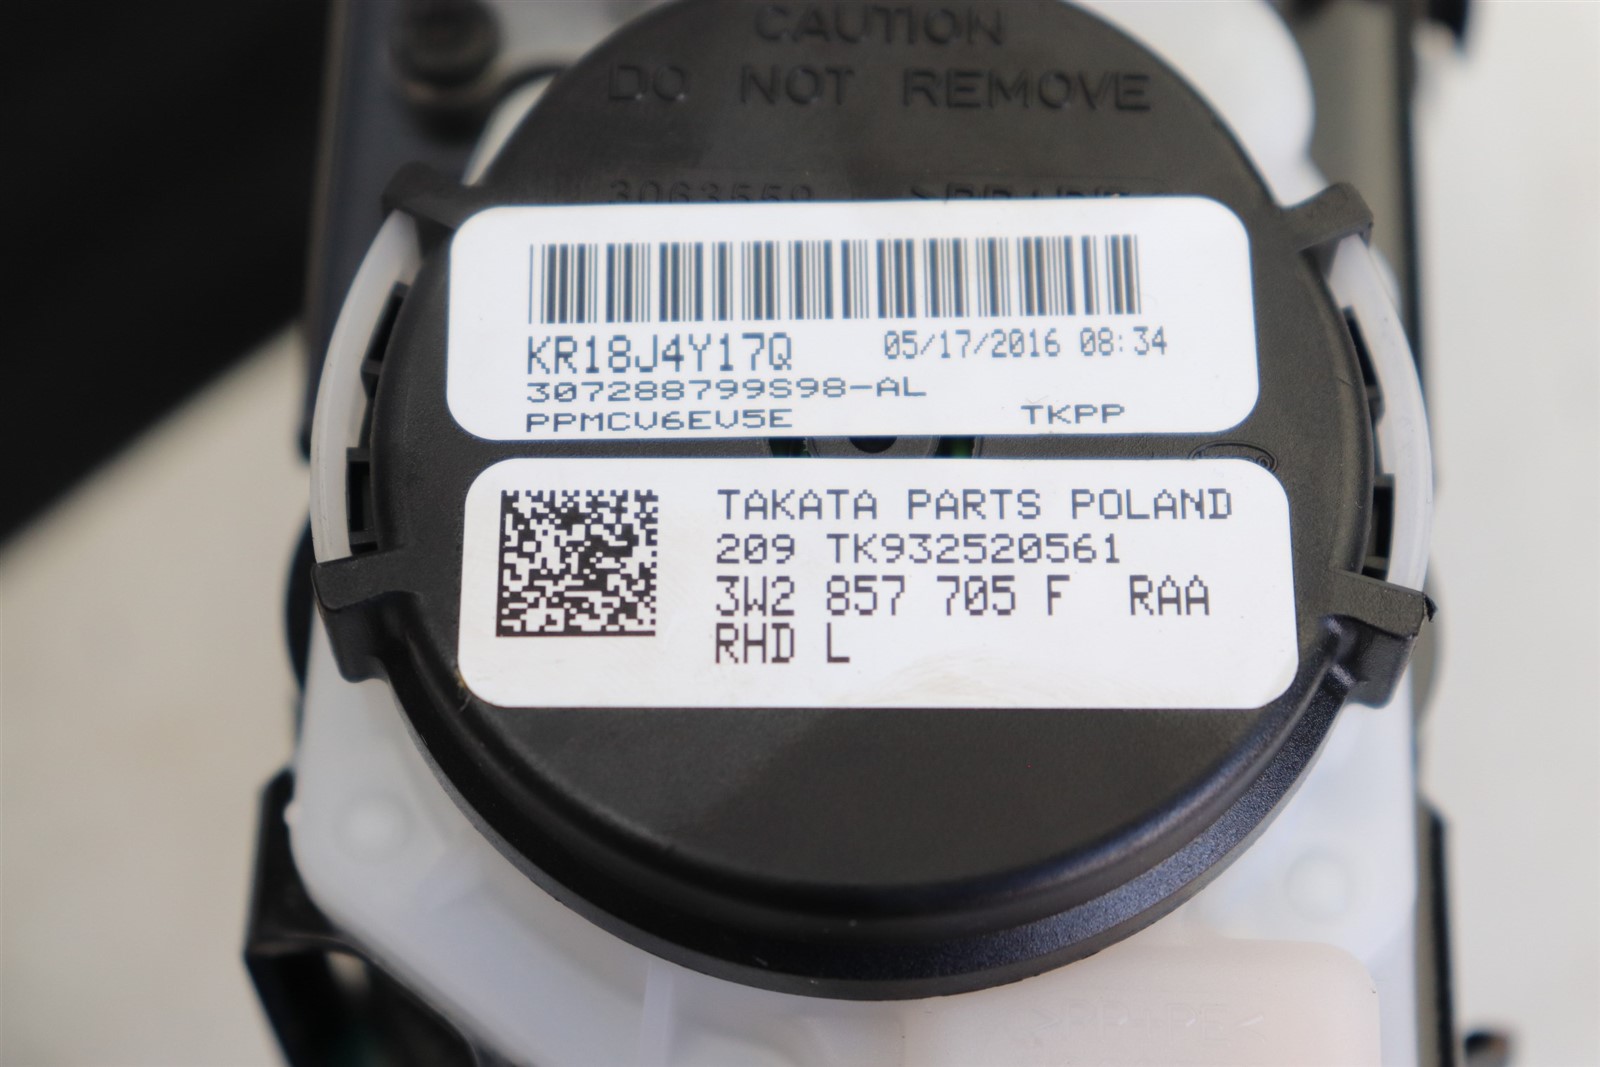 CAUTION
DO NOT REMOVE
3063559
KR18J4Y17Q 05/17/2016 08:34
307288799S98-AL
PPMCV6EV5E TKPP
TAKATA PARTS POLAND
209 TK932520561
3W2 857 705 F RAA
RHD L